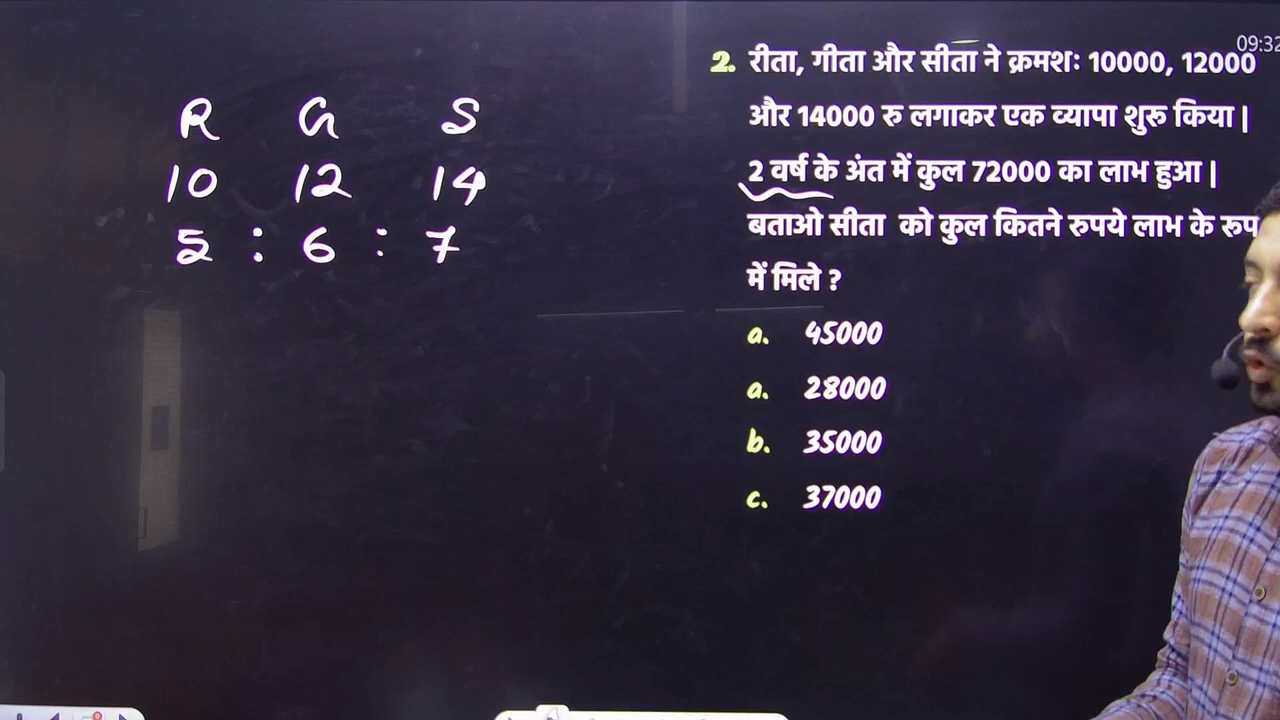 09:32
R G S
10 12 14
5 : 6 : 7
2. रीता, गीता और सीता ने क्रमशः 10000, 12000
और 14000 रु लगाकर एक व्यापा शुरू किया |
2 वर्ष के अंत में कुल 72000 का लाभ हुआ |
बताओ सीता को कुल कितने रुपये लाभ के रूप
में मिले ?
a. 45000
a. 28000
b. 35000
c. 37000